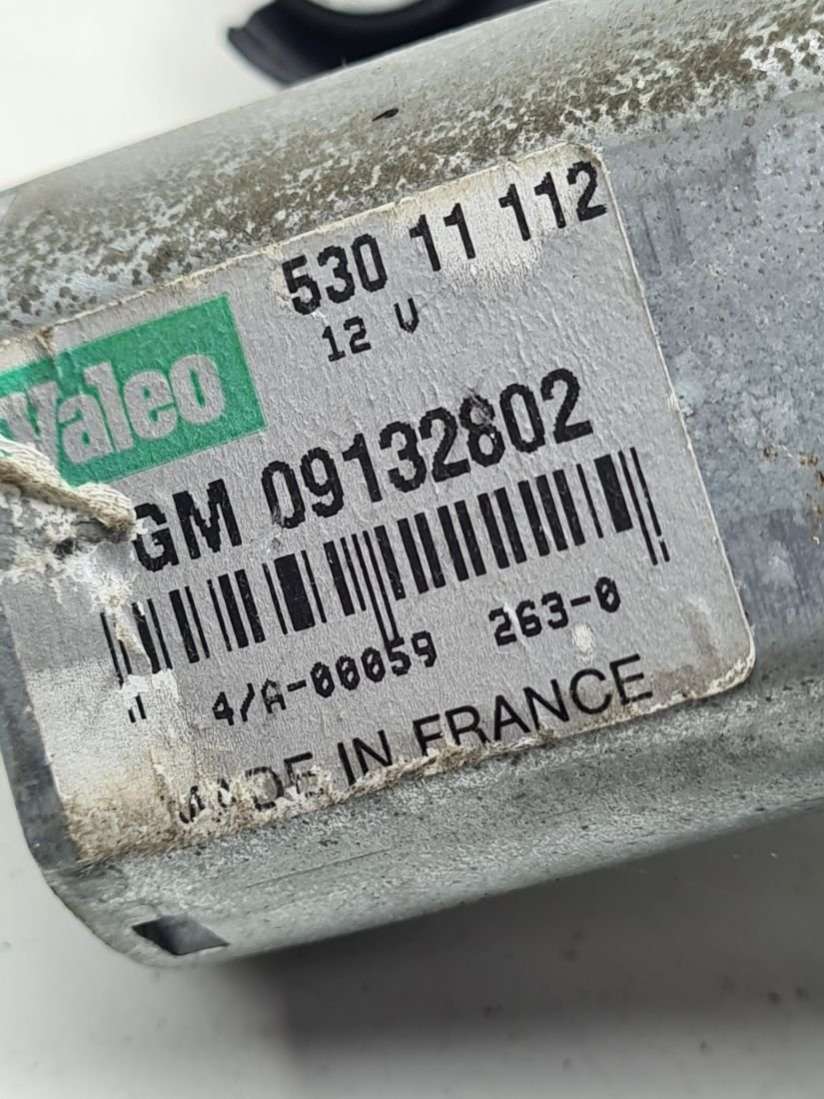 530 11 112
12 V
Valeo
GM 09132802
4/A-00059 263-0
MADE IN FRANCE